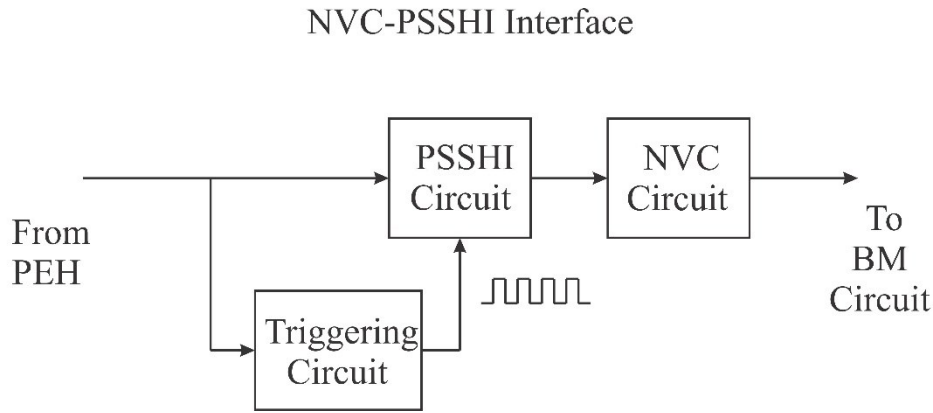 NVC-PSSHI Interface
PSSHI
Circuit
NVC
Circuit
From
PEH
To
BM
Circuit
Triggering
Circuit